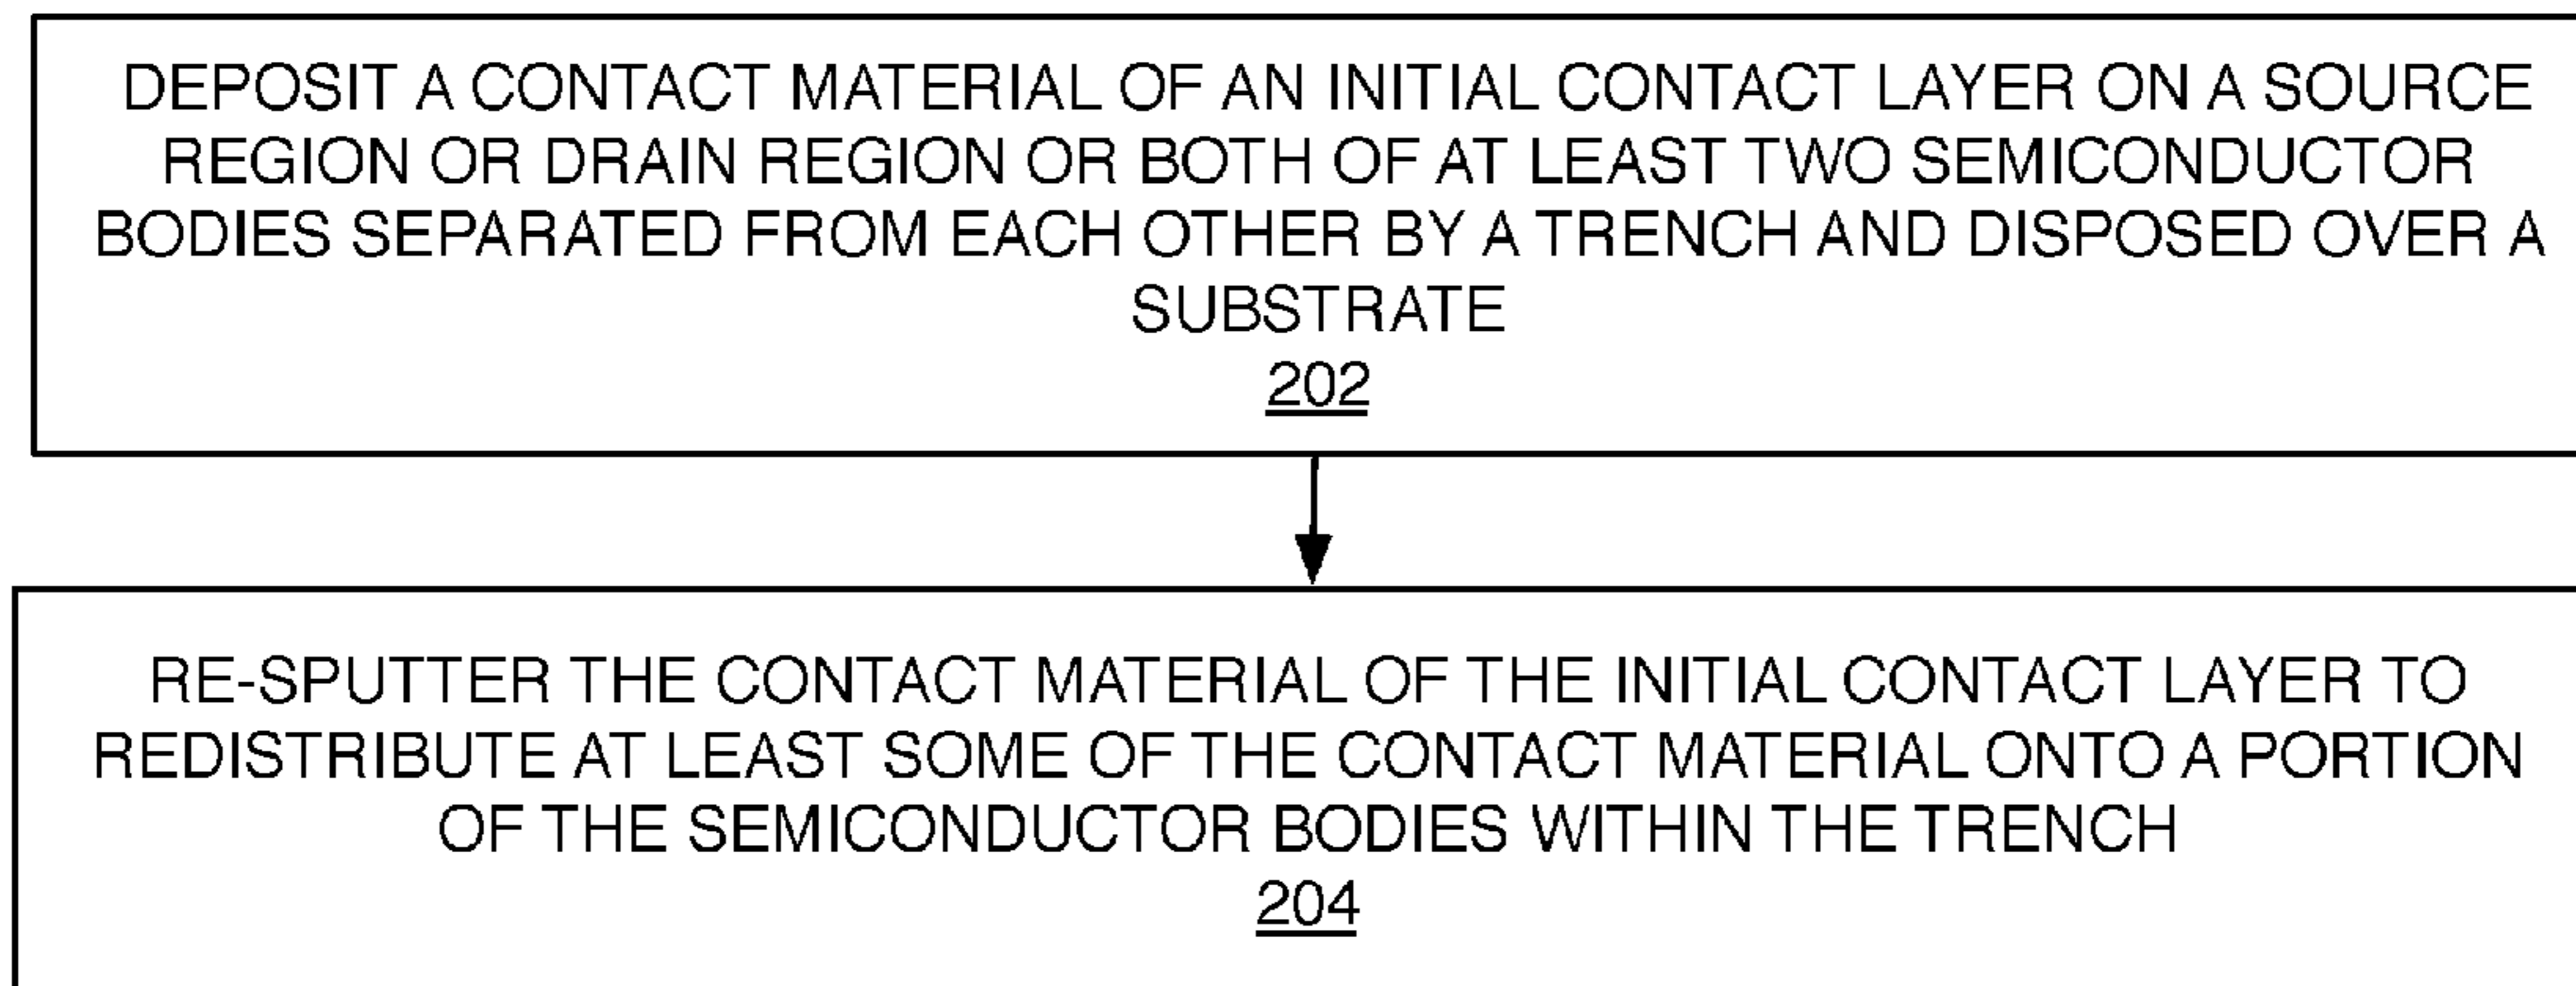 DEPOSIT A CONTACT MATERIAL OF AN INITIAL CONTACT LAYER ON A SOURCE
REGION OR DRAIN REGION OR BOTH OF AT LEAST TWO SEMICONDUCTOR
BODIES SEPARATED FROM EACH OTHER BY A TRENCH AND DISPOSED OVER A
SUBSTRATE
202
RE-SPUTTER THE CONTACT MATERIAL OF THE INITIAL CONTACT LAYER TO
REDISTRIBUTE AT LEAST SOME OF THE CONTACT MATERIAL ONTO A PORTION
OF THE SEMICONDUCTOR BODIES WITHIN THE TRENCH
204